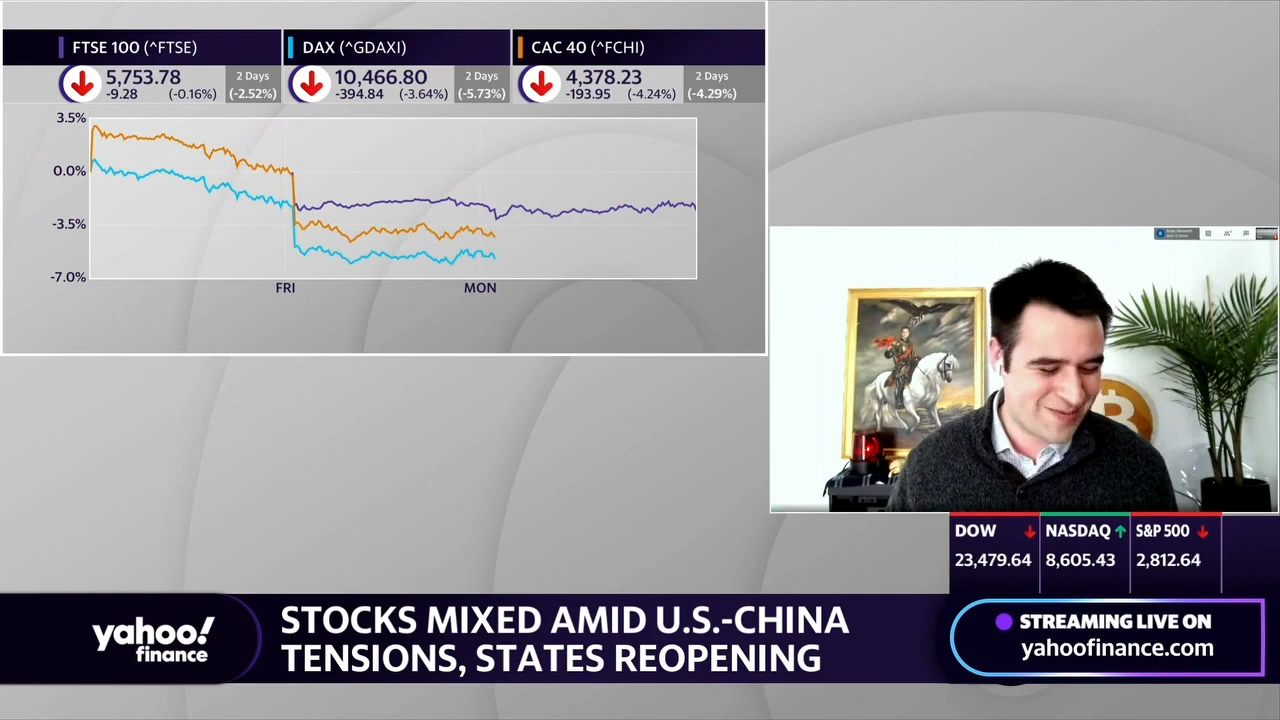 FTSE 100 (^FTSE)
5,753.78
-9.28 (-0.16%)
2 Days
(-2.52%)
DAX (^GDAXI)
10,466.80
-394.84 (-3.64%)
2 Days
(-5.73%)
CAC 40 (^FCHI)
4,378.23
-193.95 (-4.24%)
2 Days
(-4.29%)
3.5%
0.0%
-3.5%
-7.0%
FRI MON
DOW
23,479.64
NASDAQ
8,605.43
S&P 500
2,812.64
yahoo!
finance
STOCKS MIXED AMID U.S.-CHINA
TENSIONS, STATES REOPENING
STREAMING LIVE ON
yahoofinance.com